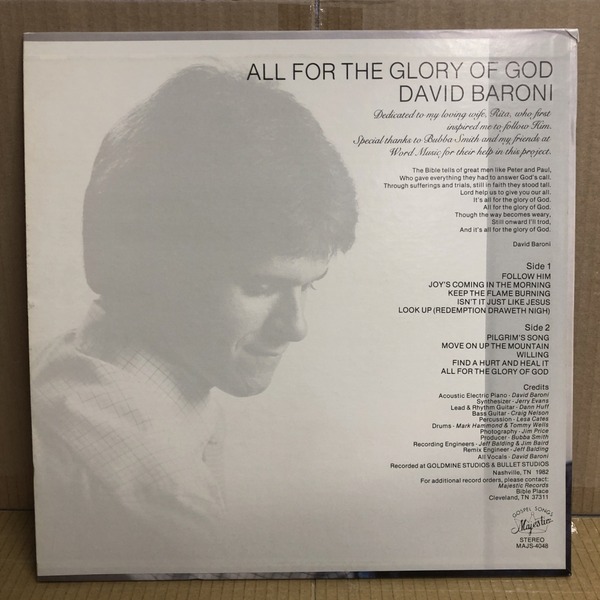 ALL FOR THE GLORY OF GOD
DAVID BARONI
Dedicated to my loving wife, Rita, who first
inspired me to follow Him.
Special thanks to Bubba Smith and my friends at
Word Music for their help in this project.
The Bible tells of great men like Peter and Paul,
Who gave everything they had to answer God's call.
Through sufferings and trials, still in faith they stood tall.
Lord help us to give you our all.
It's all for the glory of God.
All for the glory of God.
Though the way becomes weary,
Still onward I'll trod,
And it's all for the glory of God.
David Baroni
Side 1
FOLLOW HIM
JOY'S COMING IN THE MORNING
KEEP THE FLAME BURNING
ISN'T IT JUST LIKE JESUS
LOOK UP (REDEMPTION DRAWETH NIGH)
Side 2
PILGRIM'S SONG
MOVE ON UP THE MOUNTAIN
WILLING
FIND A HURT AND HEAL IT
ALL FOR THE GLORY OF GOD
Credits
Acoustic Electric Piano - David Baroni
Synthesizer - Jerry Evans
Lead & Rhythm Guitar - Dann Huff
Bass Guitar - Craig Nelson
Percussion - Lesa Cates
Drums - Mark Hammond & Tommy Wells
Photography - Jim Price
Producer - Bubba Smith
Recording Engineers - Jeff Balding & Jim Baird
Remix Engineer - Jeff Balding
All Vocals - David Baroni
Recorded at GOLDMINE STUDIOS & BULLET STUDIOS
Nashville, TN 1982
For additional record orders, please contact:
Majestic Records
Bible Place
Cleveland, TN 37311
GOSPEL SONGS
Majestic
STEREO
MAJS-4048